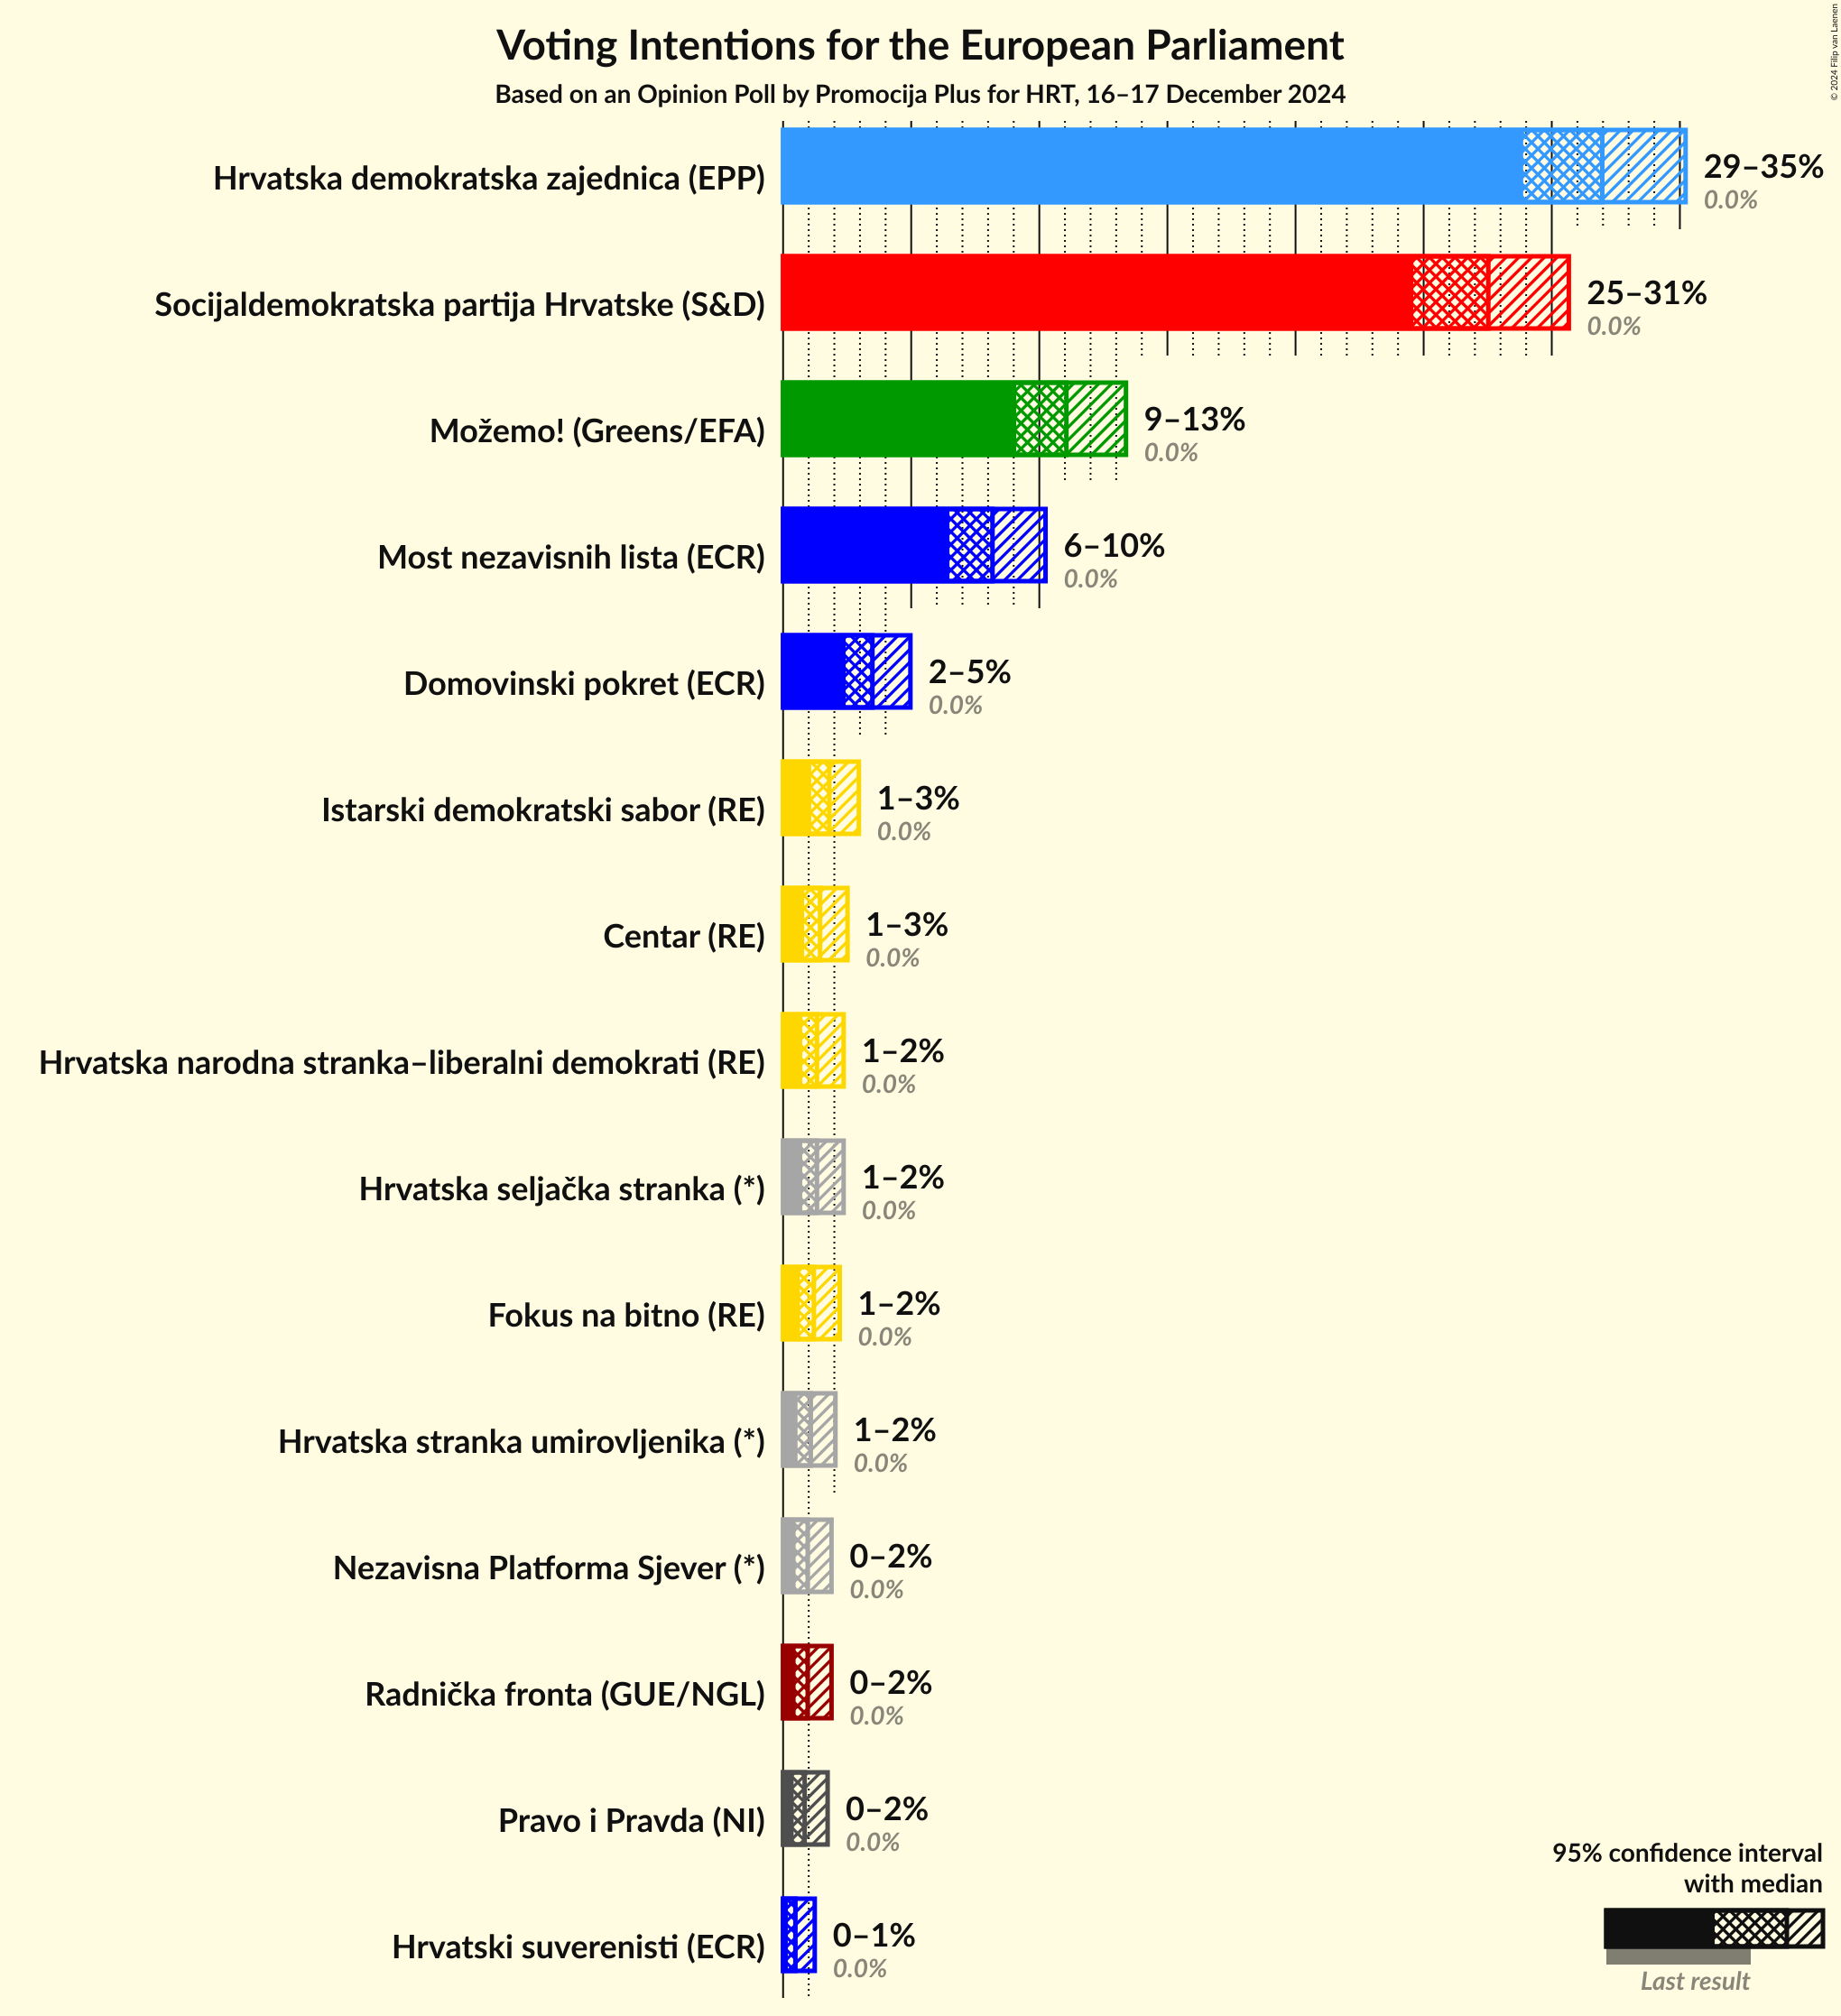 Voting Intentions for the European Parliament
Based on an Opinion Poll by Promocija Plus for HRT, 16–17 December 2024
© 2024 Filip van Laenen
Hrvatska demokratska zajednica (EPP)
29–35%
0.0%
Socijaldemokratska partija Hrvatske (S&D)
25–31%
0.0%
Možemo! (Greens/EFA)
9–13%
0.0%
Most nezavisnih lista (ECR)
6–10%
0.0%
Domovinski pokret (ECR)
2–5%
0.0%
Istarski demokratski sabor (RE)
1–3%
0.0%
Centar (RE)
1–3%
0.0%
Hrvatska narodna stranka–liberalni demokrati (RE)
1–2%
0.0%
Hrvatska seljačka stranka (*)
1–2%
0.0%
Fokus na bitno (RE)
1–2%
0.0%
Hrvatska stranka umirovljenika (*)
1–2%
0.0%
Nezavisna Platforma Sjever (*)
0–2%
0.0%
Radnička fronta (GUE/NGL)
0–2%
0.0%
Pravo i Pravda (NI)
0–2%
0.0%
Hrvatski suverenisti (ECR)
0–1%
0.0%
95% confidence interval
with median
Last result